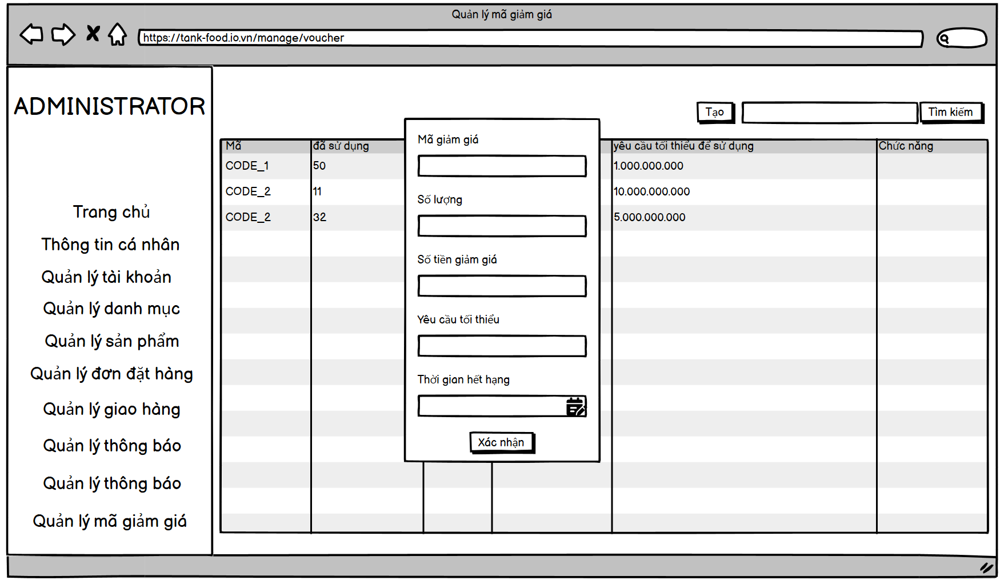 Quản lý mã giảm giá
https://tank-food.io.vn/manage/voucher
ADMINISTRATOR
Trang chủ
Thông tin cá nhân
Quản lý tài khoản
Quản lý danh mục
Quản lý sản phẩm
Quản lý đơn đặt hàng
Quản lý giao hàng
Quản lý thông báo
Quản lý thông báo
Quản lý mã giảm giá
Tạo
Tìm kiếm
Mã đã sử dụng yêu cầu tối thiểu để sử dụng Chức năng
CODE_1 50 1.000.000.000
CODE_2 11 10.000.000.000
CODE_2 32 5.000.000.000
Mã giảm giá
Số lượng
Số tiền giảm giá
Yêu cầu tối thiểu
Thời gian hết hạng
Xác nhận